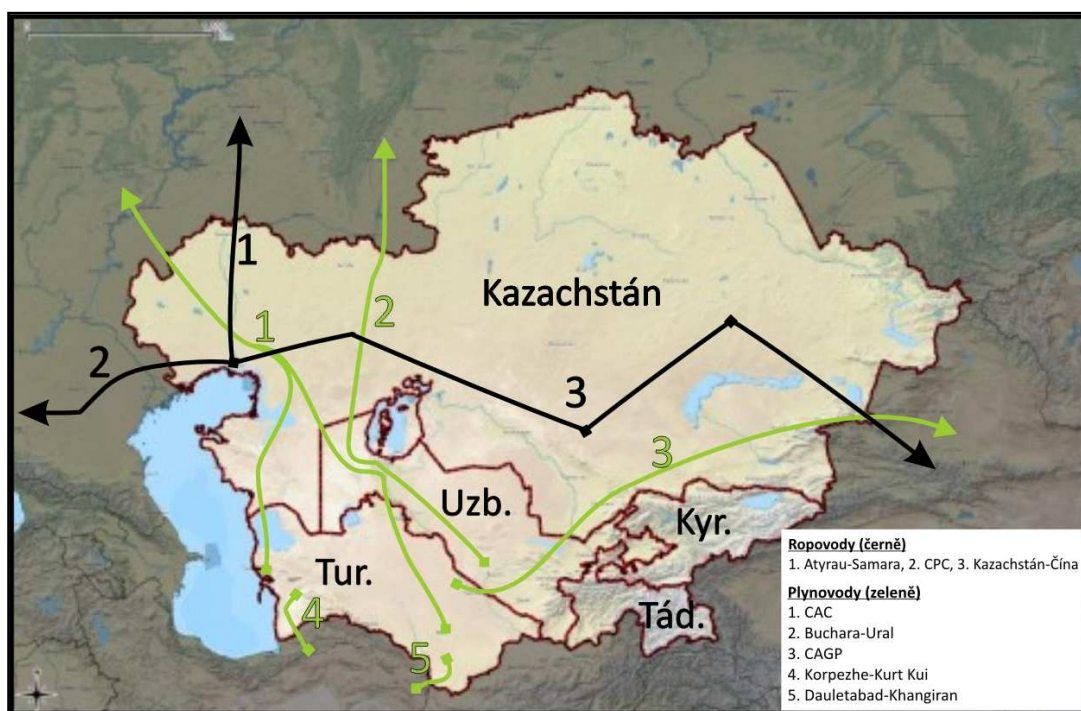 1
2
1
2
Kazachstán
3
3
Uzb.
Kyr.
Tur.
Tád.
4
5
Ropovody (černě)
1. Atyrau-Samara, 2. CPC, 3. Kazachstán-Čína
Plynovody (zeleně)
1. CAC
2. Buchara-Ural
3. CAGP
4. Korpezhe-Kurt Kui
5. Dauletabad-Khangiran